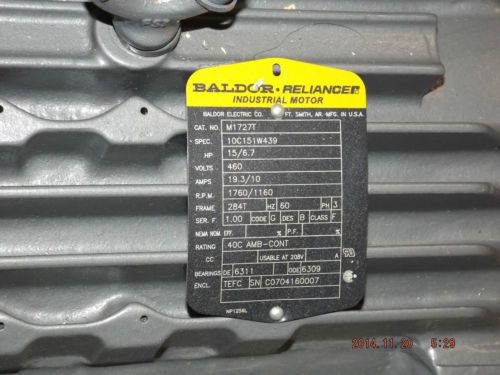 BALDOR • RELIANCE
INDUSTRIAL MOTOR
BALDOR ELECTRIC CO. FT. SMITH, AR. MFG. IN U.S.A.
CAT. NO. M1727T
SPEC. 10C151W439
HP 15/6.7
VOLTS 460
AMPS 19.3/10
R.P.M. 1760/1160
FRAME 284T HZ 60 PH 3
SER. F. 1.00 CODE G DES B CLASS F
NEMA NOM. EFF. % P.F. %
RATING 40C AMB-CONT
CC USABLE AT 208V A
BEARINGS DE 6311 ODE 6309
ENCL. TEFC SN C0704160007
NP1256L
2014.11.20 5:29